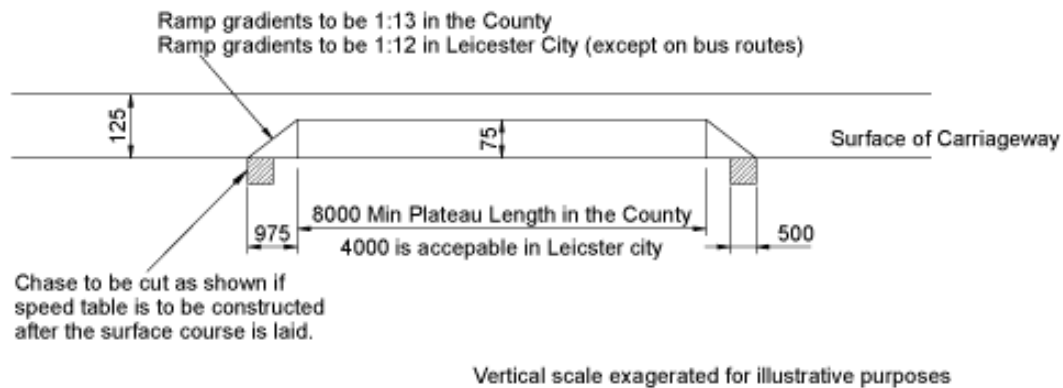 Ramp gradients to be 1:13 in the County
Ramp gradients to be 1:12 in Leicester City (except on bus routes)
125
75
Surface of Carriageway
8000 Min Plateau Length in the County
975
4000 is accepable in Leicster city
500
Chase to be cut as shown if
speed table is to be constructed
after the surface course is laid.
Vertical scale exagerated for illustrative purposes